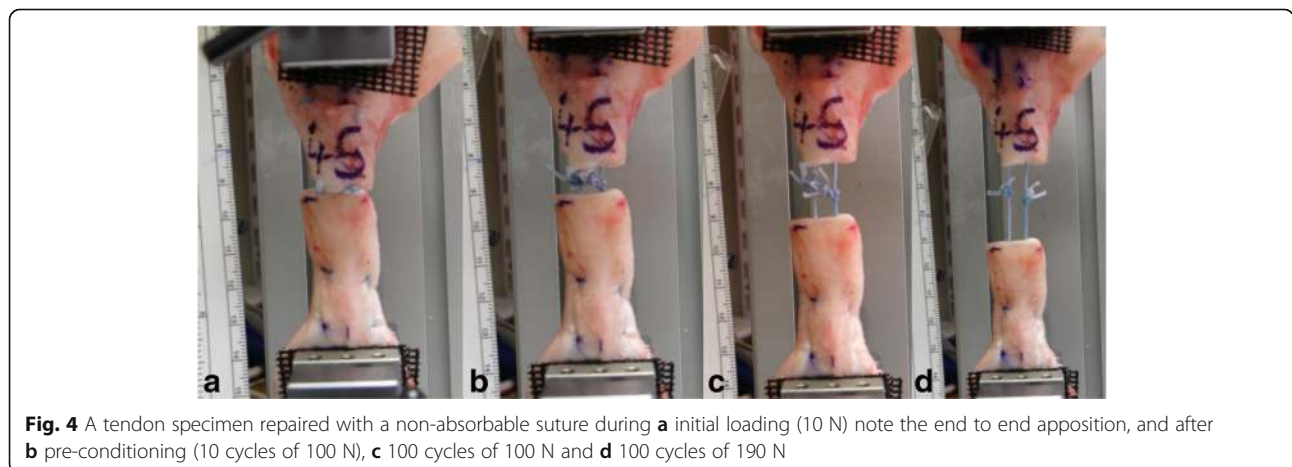 a b c d
Fig. 4 A tendon specimen repaired with a non-absorbable suture during a initial loading (10 N) note the end to end apposition, and after
b pre-conditioning (10 cycles of 100 N), c 100 cycles of 100 N and d 100 cycles of 190 N